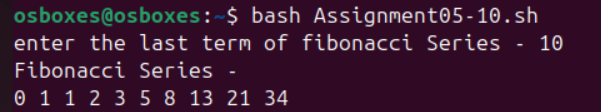 osboxes@osboxes:~$ bash Assignment05-10.sh
enter the last term of fibonacci Series - 10
Fibonacci Series -
0 1 1 2 3 5 8 13 21 34